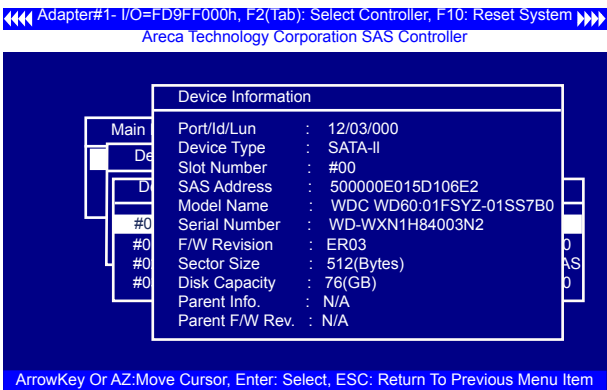 Adapter#1- I/O=FD9FF000h, F2(Tab): Select Controller, F10: Reset System
Areca Technology Corporation SAS Controller
Device Information
Main
De
D
#0
#0
#0
#0
Port/Id/Lun : 12/03/000
Device Type : SATA-II
Slot Number : #00
SAS Address : 500000E015D106E2
Model Name : WDC WD60:01FSYZ-01SS7B0
Serial Number : WD-WXN1H84003N2
F/W Revision : ER03
Sector Size : 512(Bytes)
Disk Capacity : 76(GB)
Parent Info. : N/A
Parent F/W Rev. : N/A
0
AS
0
ArrowKey Or AZ:Move Cursor, Enter: Select, ESC: Return To Previous Menu Item